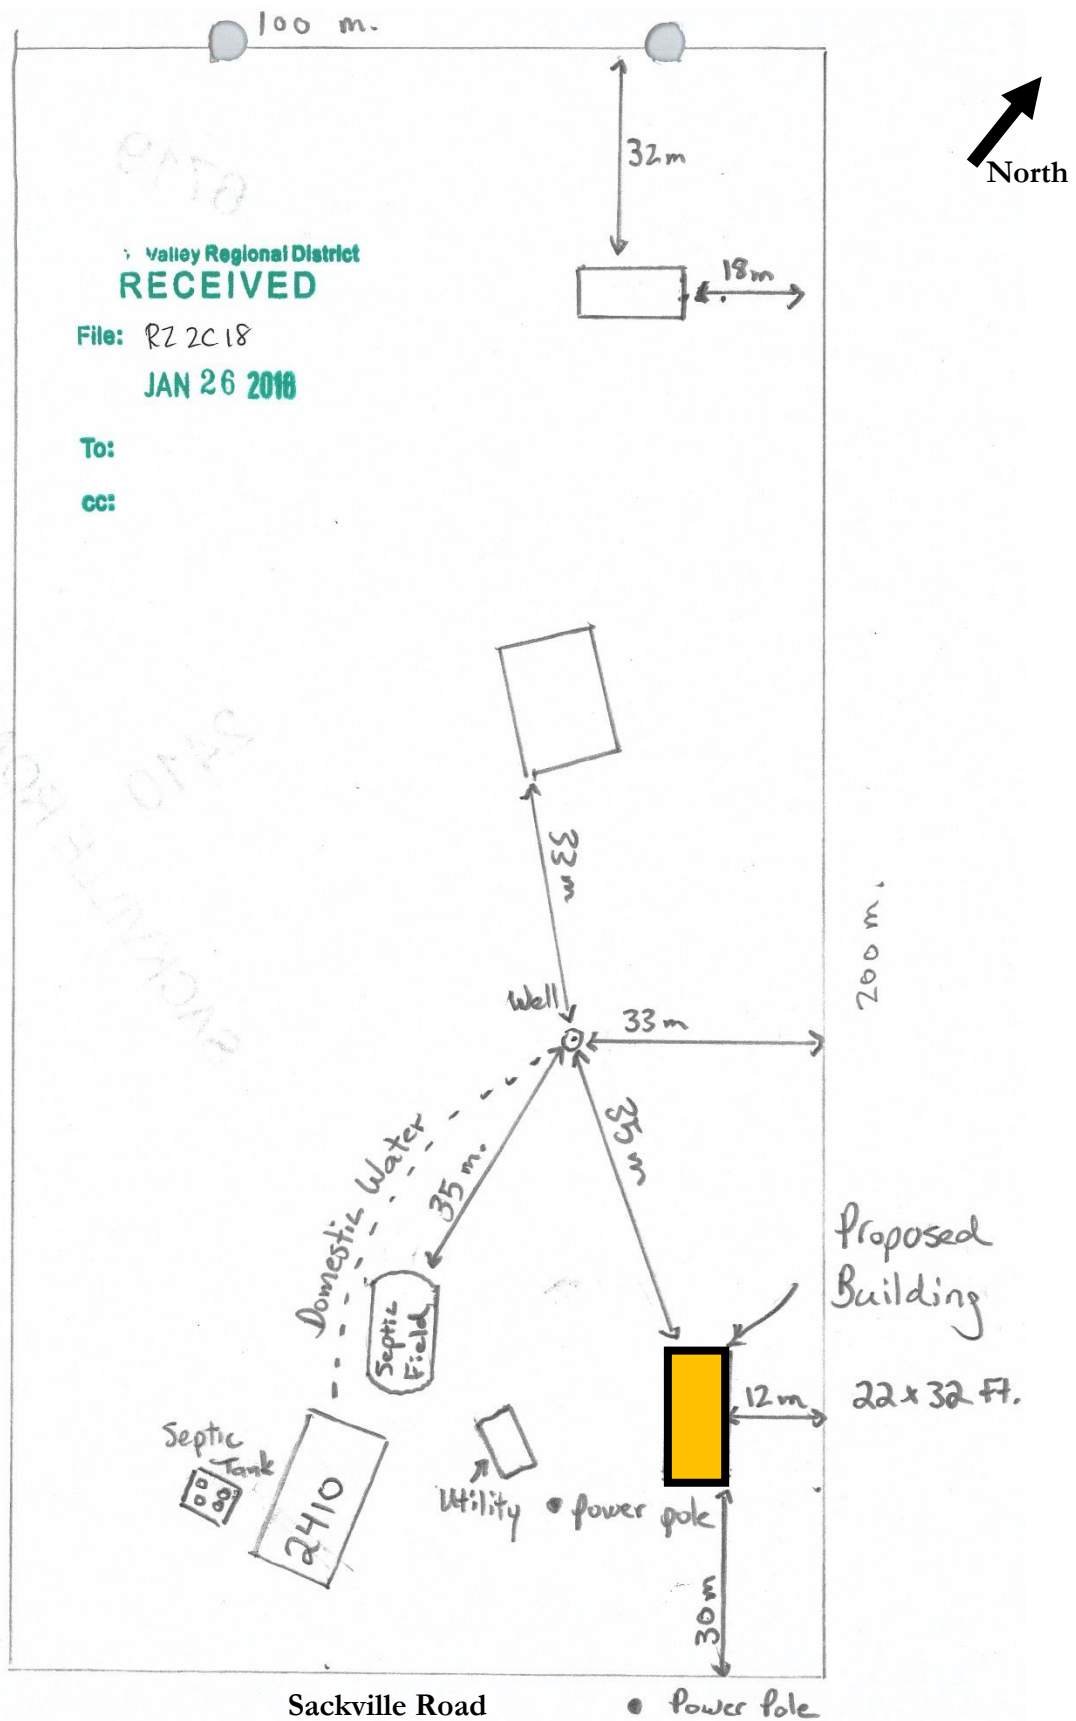 100 m.
32m
North
Valley Regional District
RECEIVED
18m
File: RZ 2C18
JAN 26 2018
To:
cc:
33m
200 m.
Well
33m
35m
35 m.
Domestic Water
Proposed
Building
Septic
Field
12m
22x32 Ft.
Septic
Tank
2410
Utility
power pole
30m
Sackville Road
Power Pole